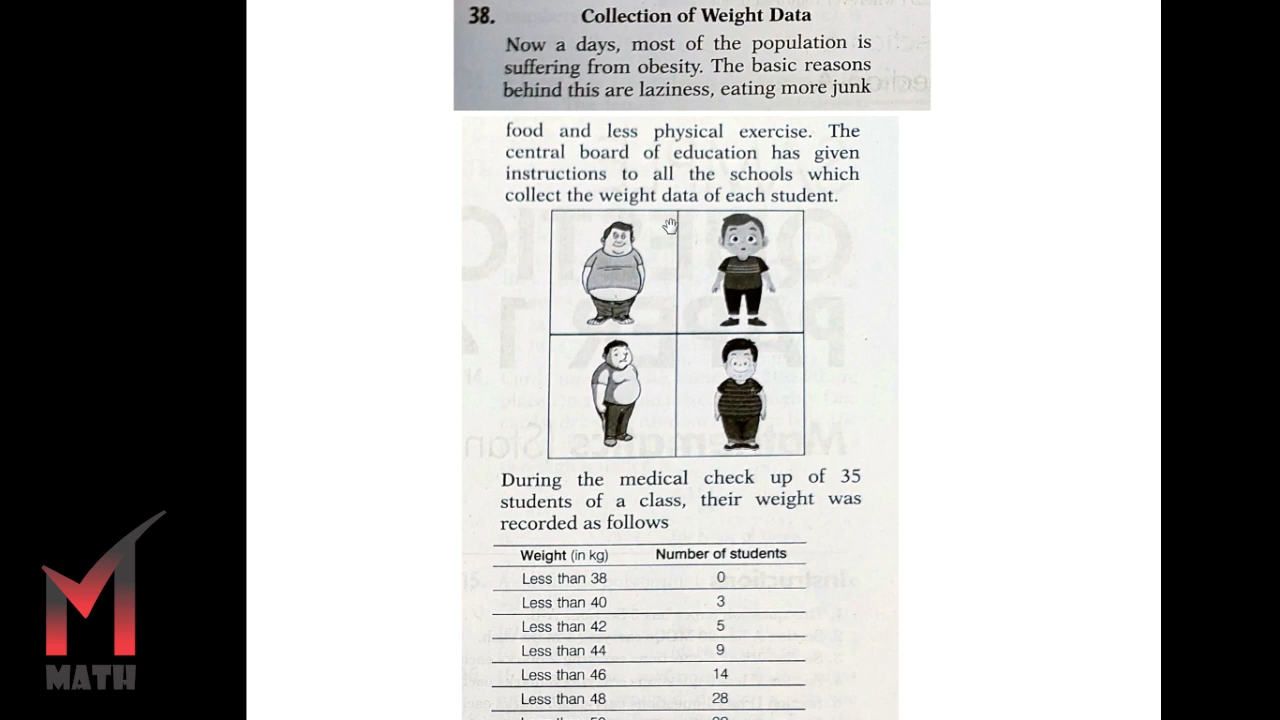 38. Collection of Weight Data
Now a days, most of the population is
suffering from obesity. The basic reasons
behind this are laziness, eating more junk
food and less physical exercise. The
central board of education has given
instructions to all the schools which
collect the weight data of each student.
During the medical check up of 35
students of a class, their weight was
recorded as follows
Weight (in kg) Number of students
Less than 38 0
Less than 40 3
Less than 42 5
Less than 44 9
Less than 46 14
Less than 48 28
MATH